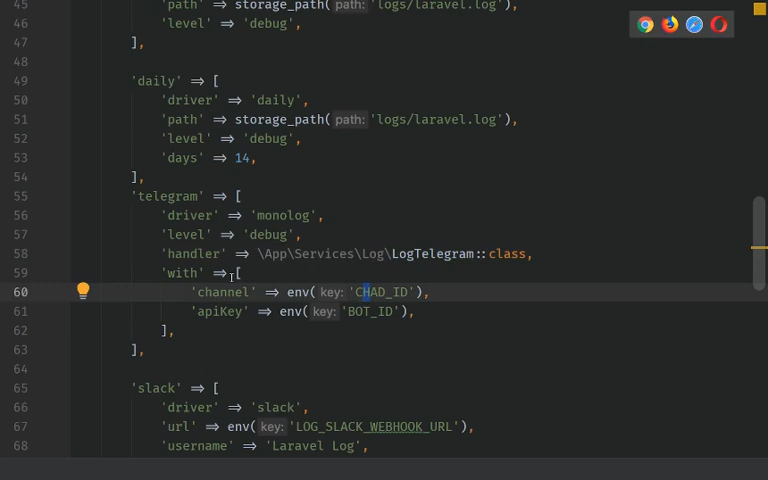 45 'path' => storage_path( path: 'logs/laravel.log'),
46 'level' => 'debug',
47 ],
48
49 'daily' => [
50 'driver' => 'daily',
51 'path' => storage_path( path: 'logs/laravel.log'),
52 'level' => 'debug',
53 'days' => 14,
54 ],
55 'telegram' => [
56 'driver' => 'monolog',
57 'level' => 'debug',
58 'handler' => \App\Services\Log\LogTelegram::class,
59 'with' => [
60 'channel' => env( key: 'CHAD_ID'),
61 'apiKey' => env( key: 'BOT_ID'),
62 ],
63 ],
64
65 'slack' => [
66 'driver' => 'slack',
67 'url' => env( key: 'LOG_SLACK_WEBHOOK_URL'),
68 'username' => 'Laravel Log',